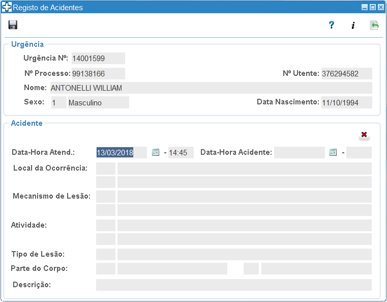 Registo de Acidentes
? i
Urgência
Urgência Nº: 14001599
Nº Processo: 99138166 Nº Utente: 376294582
Nome: ANTONELLI WILLIAM
Sexo: 1 Masculino Data Nascimento: 11/10/1994
Acidente
Data-Hora Atend.: 13/03/2018 - 14:45 Data-Hora Acidente: -
Local da Ocorrência:
Mecanismo de Lesão:
Atividade:
Tipo de Lesão:
Parte do Corpo:
Descrição: